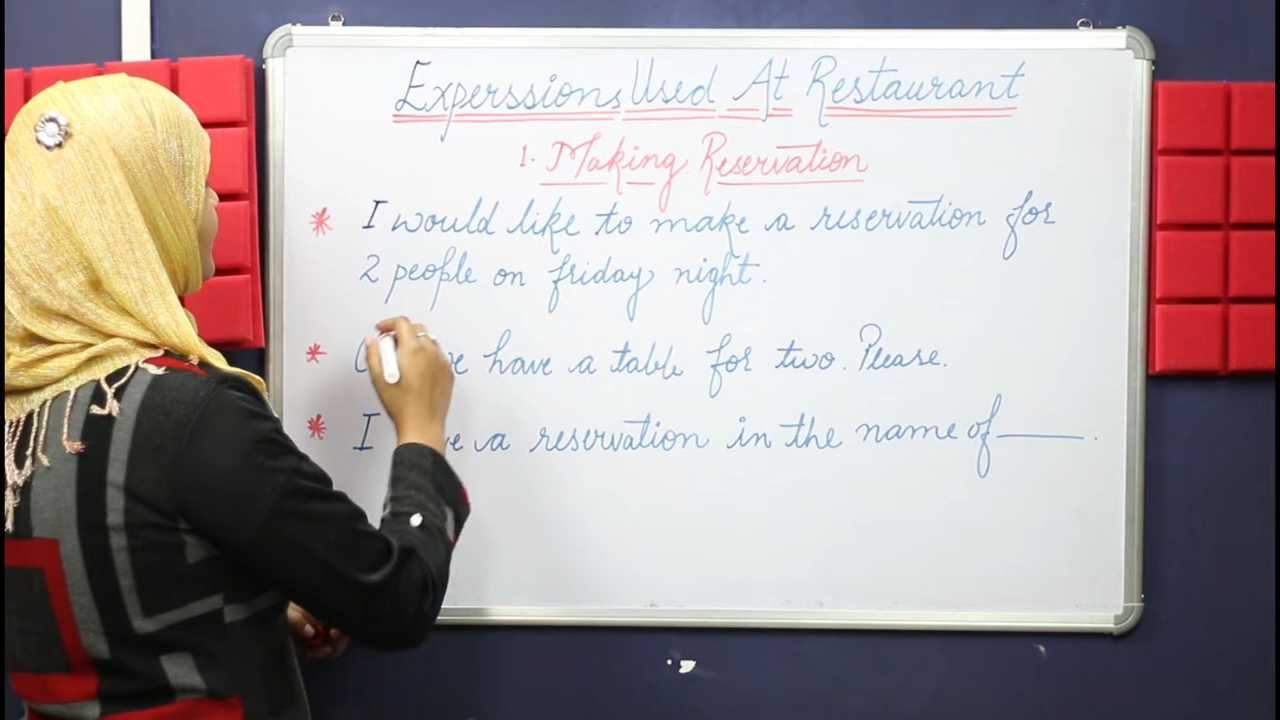 Experssions Used At Restaurant
1. Making Reservation
* I would like to make a reservation for
2 people on friday night.
* have a table for two. Please.
* I a reservation in the name of ____.